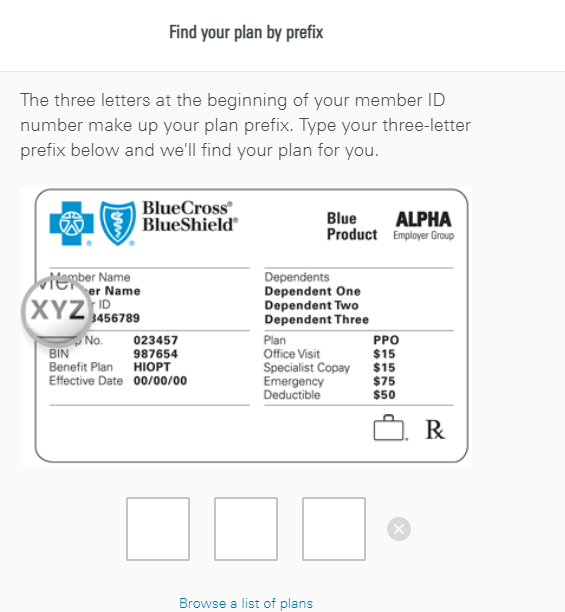 Find your plan by prefix
The three letters at the beginning of your member ID
number make up your plan prefix. Type your three-letter
prefix below and we'll find your plan for you.
BlueCross®
BlueShield®
Blue
Product
ALPHA
Employer Group
Member Name
er Name
XYZ
ID
3456789
No.
023457
BIN
987654
Benefit Plan
HIOPT
Effective Date
00/00/00
Dependents
Dependent One
Dependent Two
Dependent Three
Plan
PPO
Office Visit
$15
Specialist Copay
$15
Emergency
$75
Deductible
$50
℞
Browse a list of plans